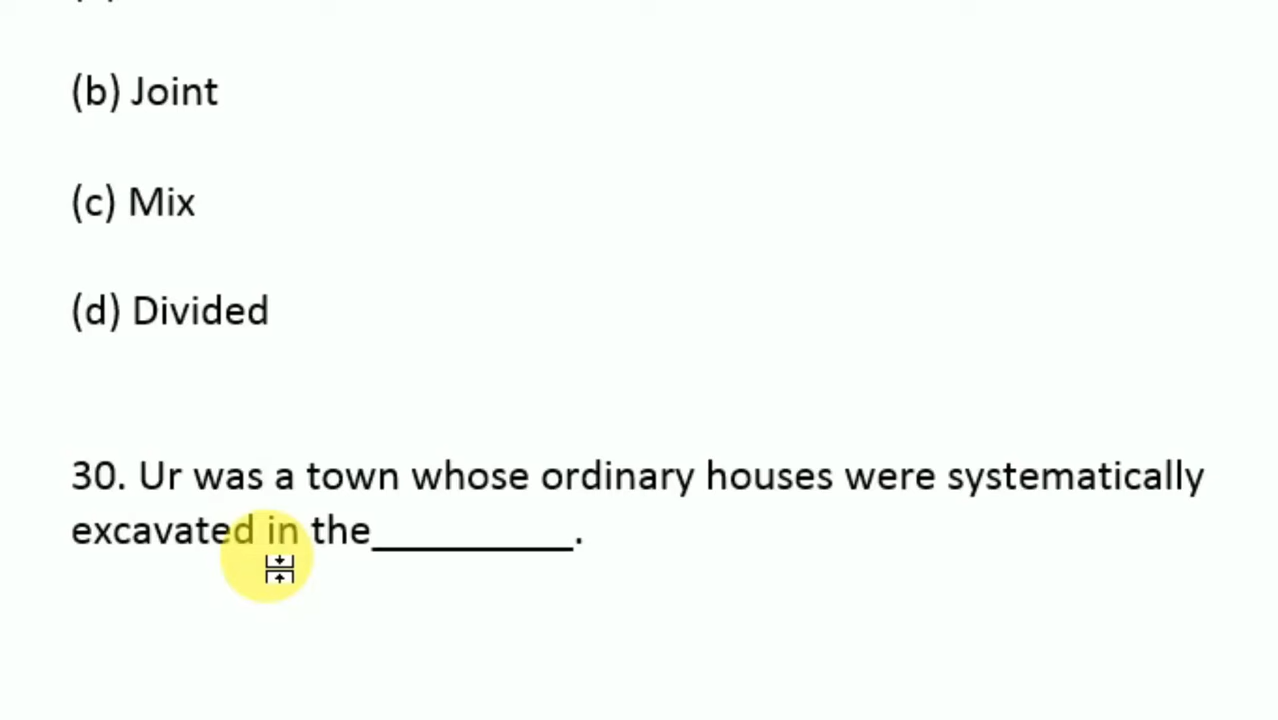 (b) Joint
(c) Mix
(d) Divided
30. Ur was a town whose ordinary houses were systematically
excavated in the__________.